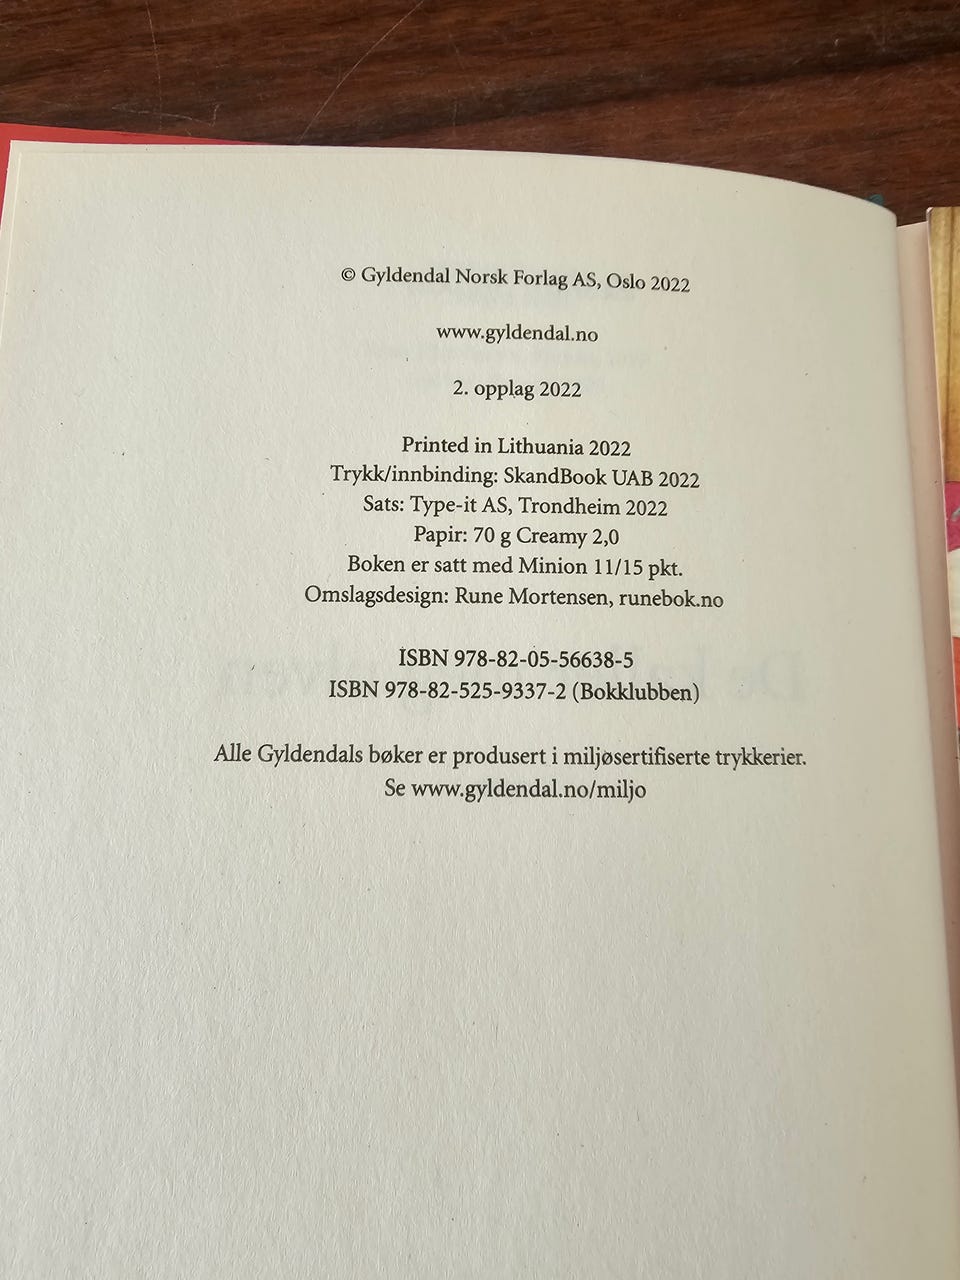 © Gyldendal Norsk Forlag AS, Oslo 2022
www.gyldendal.no
2. opplag 2022
Printed in Lithuania 2022
Trykk/innbinding: SkandBook UAB 2022
Sats: Type-it AS, Trondheim 2022
Papir: 70 g Creamy 2,0
Boken er satt med Minion 11/15 pkt.
Omslagsdesign: Rune Mortensen, runebok.no
ISBN 978-82-05-56638-5
ISBN 978-82-525-9337-2 (Bokklubben)
Alle Gyldendals bøker er produsert i miljøsertifiserte trykkerier.
Se www.gyldendal.no/miljo